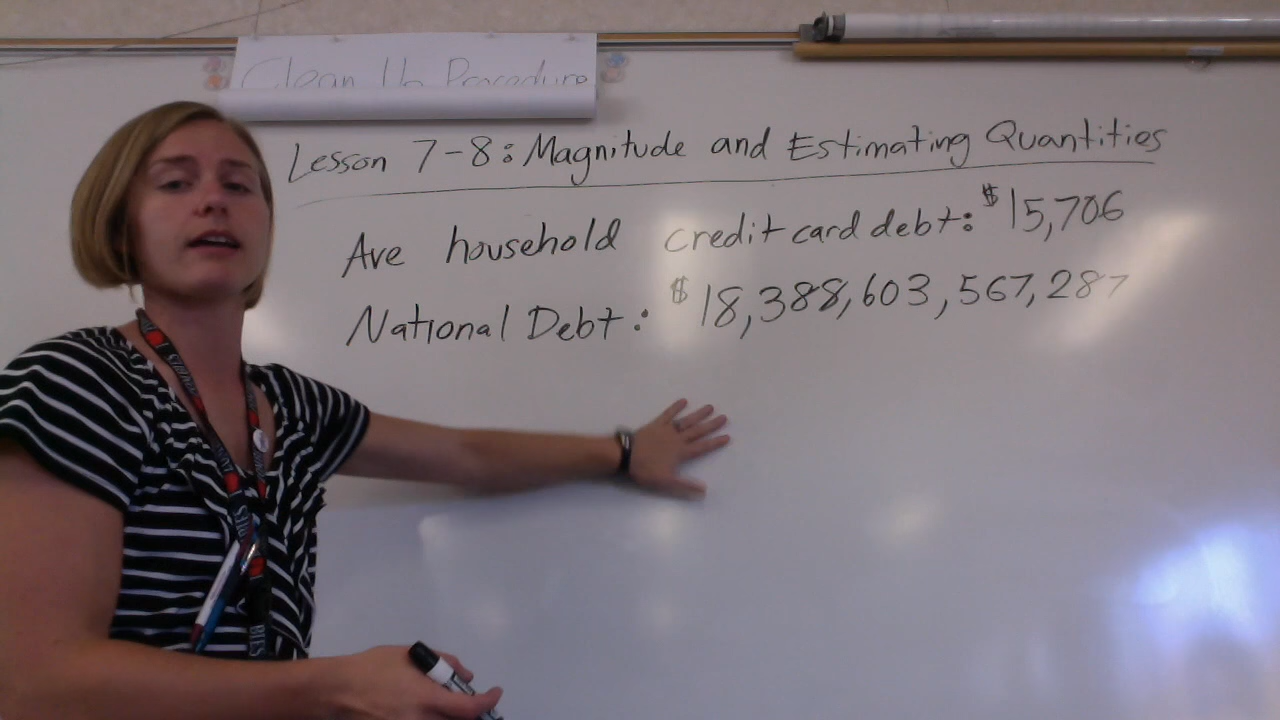 Clean Up Procedure
Lesson 7-8: Magnitude and Estimating Quantities
Ave household credit card debt: $15,706
National Debt: $18,388,603,567,287